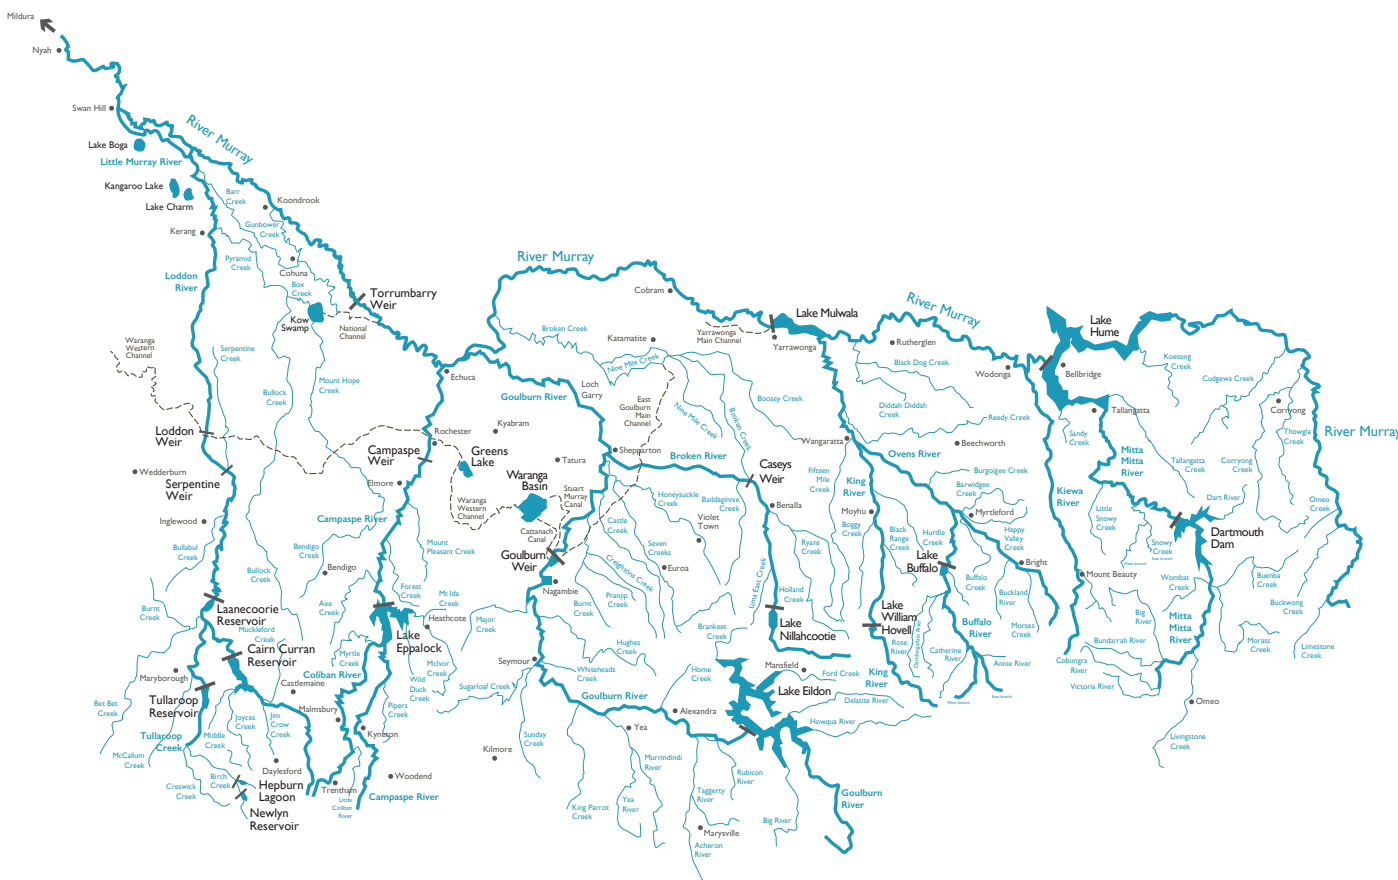 Mildura
Nyah
Swan Hill
River Murray
Lake Boga
Little Murray River
Kangaroo Lake
Lake Charm
Barr
Creek
Koondrook
Kerang
Gunbower
Creek
Pyramid
Creek
Cohuna
Loddon
River
Box
Creek
Torrumbarry
Weir
Kow
Swamp
National
Channel
River Murray
Cobram
Lake Mulwala
River Murray
Lake
Hume
Waranga
Western
Channel
Serpentine
Creek
Bullock
Creek
Mount Hope
Creek
Broken Creek
Katamatite
Yarrawonga
Main Channel
Yarrawonga
Rutherglen
Black Dog Creek
Wodonga
Bellbridge
Koetong
Creek
Cudgewa Creek
Echuca
Goulburn River
Loch
Garry
Nine Mile Creek
East
Goulburn
Main
Channel
Nine Mile Creek
Broken Creek
Boosey Creek
Diddah Diddah
Creek
Reedy Creek
Tallangatta
Corryong
Thowgla
Creek
River Murray
Loddon
Weir
Rochester
Kyabram
Campaspe
Weir
Greens
Lake
Tatura
Shepparton
Broken River
Caseys
Weir
Wangaratta
Ovens River
Beechworth
Sandy
Creek
Mitta
Mitta
River
Tallangatta
Creek
Corryong
Creek
Wedderburn
Serpentine
Weir
Elmore
Waranga
Basin
Waranga
Western
Channel
Stuart
Murray
Canal
Cattanach
Canal
Honeysuckle
Creek
Baddaginnie
Creek
Violet
Town
Benalla
Fifteen
Mile
Creek
King
River
Burgoigee Creek
Barwidgee
Creek
Myrtleford
Kiewa
River
Little
Snowy
Creek
Dart River
Omeo
Creek
Inglewood
Campaspe River
Castle
Creek
Seven
Creeks
Moyhu
Boggy
Creek
Black
Range
Creek
Hurdle
Creek
Happy
Valley
Creek
Dartmouth
Dam
Bullabul
Creek
Bendigo
Creek
Mount
Pleasant Creek
Goulburn
Weir
Ryans
Creek
Lake
Buffalo
Snowy
Creek
West branch
East branch
Bullock
Creek
Bendigo
Creightons Creek
Euroa
Lima East Creek
Bright
Mount Beauty
Wombat
Creek
Buenba
Creek
Nagambie
Forest
Creek
Mt Ida
Creek
Burnt
Creek
Pranjip
Creek
Holland
Creek
Buffalo
Creek
Buckland
River
Burnt
Creek
Laanecoorie
Reservoir
Axe
Creek
Heathcote
Major
Creek
Brankeet
Creek
Lake
Nillahcootie
Lake
William
Hovell
Buffalo
River
Morses
Creek
Big
River
Mitta
Mitta
River
Buckwong
Creek
Muckleford
Creek
Cairn Curran
Reservoir
Lake
Eppalock
Hughes
Creek
Rose
River
Dandongadale River
Catherine
River
Bundarrah River
Morass
Creek
Limestone
Creek
Myrtle
Creek
Coliban River
McIvor
Creek
Seymour
Whiteheads
Creek
Home
Creek
Mansfield
Ford Creek
King
River
Annie River
Cobungra
River
Maryborough
Castlemaine
Wild
Duck
Creek
Sugarloaf Creek
Goulburn River
Lake Eildon
Delatite River
West branch
East branch
Victoria River
Omeo
Bet Bet
Creek
Tullaroop
Reservoir
Malmsbury
Pipers
Creek
Alexandra
Howqua River
Joyces
Creek
Jim
Crow
Creek
Tullaroop
Creek
Middle
Creek
Kyneton
Kilmore
Sunday
Creek
Yea
Livingstone
Creek
McCallum
Creek
Daylesford
Murrindindi
River
Creswick
Creek
Birch
Creek
Hepburn
Lagoon
Trentham
Woodend
Rubicon
River
Newlyn
Reservoir
Little
Coliban
River
Campaspe River
King Parrot
Creek
Yea
River
Taggerty
River
Goulburn
River
Big River
Marysville
Acheron
River